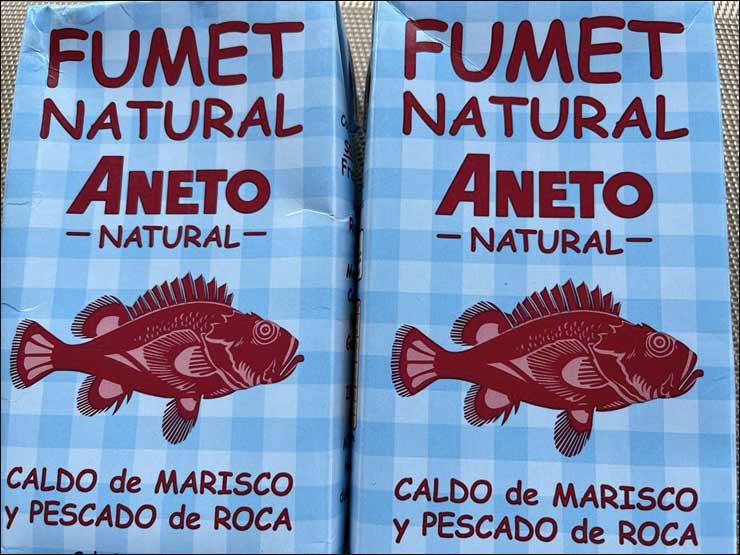 FUMET
NATURAL
ANETO
NATURAL
CALDO de MARISCO
y PESCADO de ROCA
FUMET
NATURAL
ANETO
NATURAL
CALDO de MARISCO
y PESCADO de ROCA